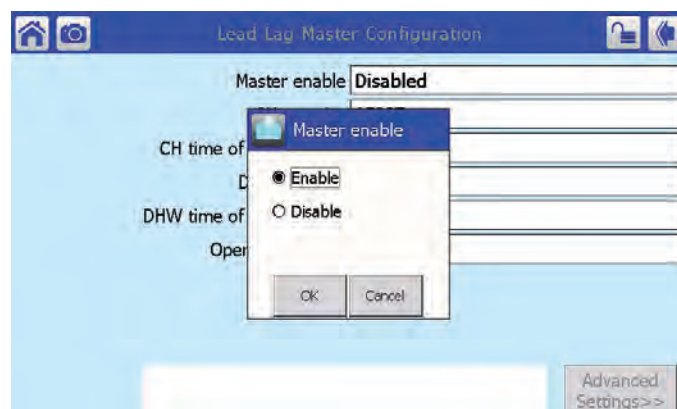 Lead Lag Master Configuration
Master enable Disabled
Master enable
CH time of
Enable
DHW time of
Disable
Oper
OK Cancel
Advanced
Settings>>